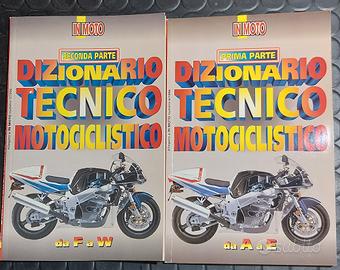 IN MOTO
SECONDA PARTE
DIZIONARIO
TECNICO
MOTOCICLISTICO
da F a W
IN MOTO
PRIMA PARTE
DIZIONARIO
TECNICO
MOTOCICLISTICO
da A a E